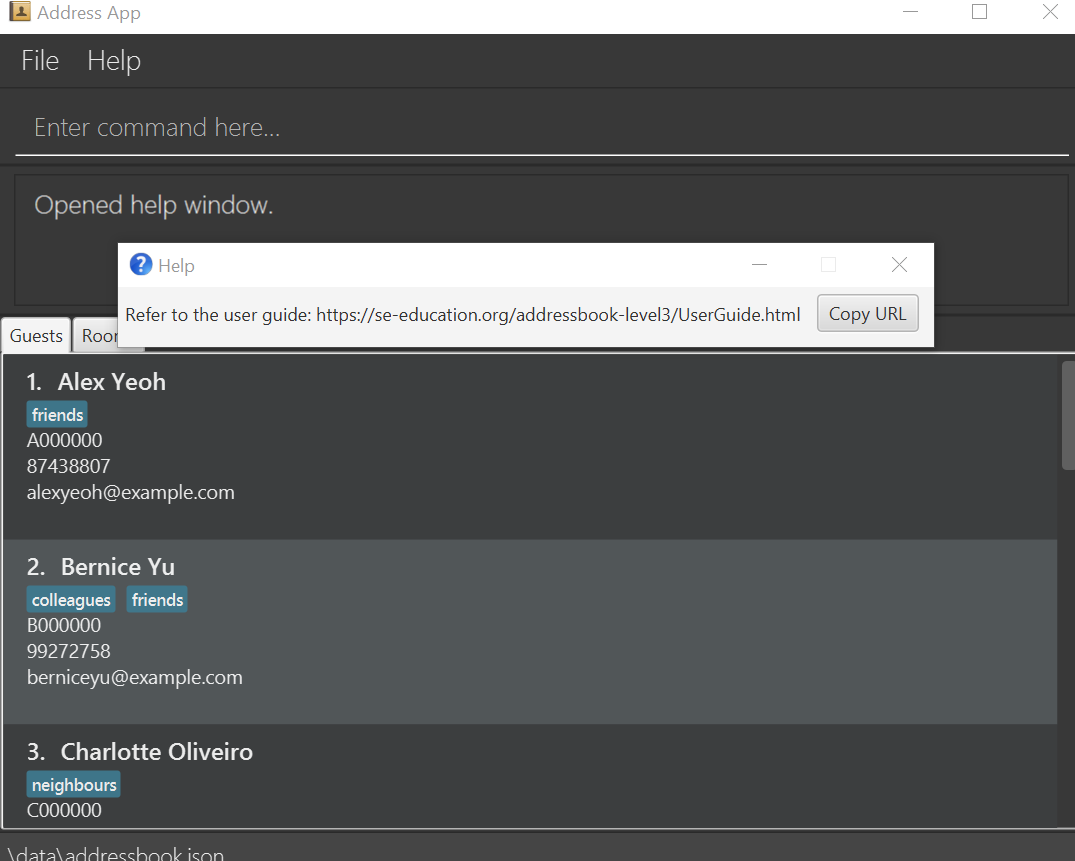 Address App
File Help
Enter command here...
Opened help window.
Help
Refer to the user guide: https://se-education.org/addressbook-level3/UserGuide.html Copy URL
Guests
1. Alex Yeoh
friends
A000000
87438807
alexyeoh@example.com
2. Bernice Yu
colleagues friends
B000000
99272758
berniceyu@example.com
3. Charlotte Oliveiro
neighbours
C000000
\data\addressbook.json